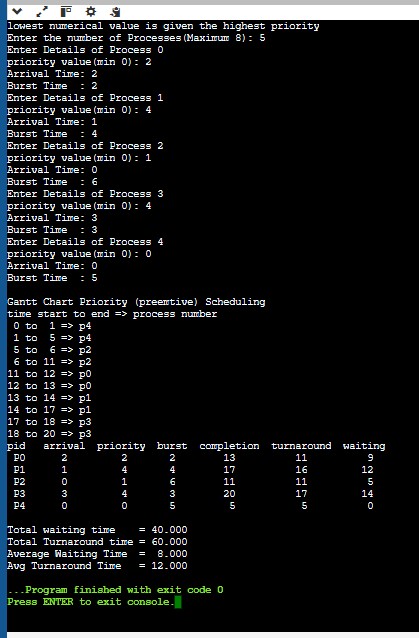 lowest numerical value is given the highest priority
Enter the number of Processes(Maximum 8): 5
Enter Details of Process 0
priority value(min 0): 2
Arrival Time: 2
Burst Time  : 2
Enter Details of Process 1
priority value(min 0): 4
Arrival Time: 1
Burst Time  : 4
Enter Details of Process 2
priority value(min 0): 1
Arrival Time: 0
Burst Time  : 6
Enter Details of Process 3
priority value(min 0): 4
Arrival Time: 3
Burst Time  : 3
Enter Details of Process 4
priority value(min 0): 0
Arrival Time: 0
Burst Time  : 5
Gantt Chart Priority (preemtive) Scheduling
time start to end => process number
0 to  1 => p4
1 to  5 => p4
5 to  6 => p2
6 to 11 => p2
11 to 12 => p0
12 to 13 => p0
13 to 14 => p1
14 to 17 => p1
17 to 18 => p3
18 to 20 => p3
pid   arrival  priority  burst  completion  turnaround  waiting
P0   2   2   2   13   11   9
P1   1   4   4   17   16   12
P2   0   1   6   11   11   5
P3   3   4   3   20   17   14
P4   0   0   5   5   5   0
Total waiting time    = 40.000
Total Turnaround time = 60.000
Average Waiting Time  =  8.000
Avg Turnaround Time   = 12.000
...Program finished with exit code 0
Press ENTER to exit console.